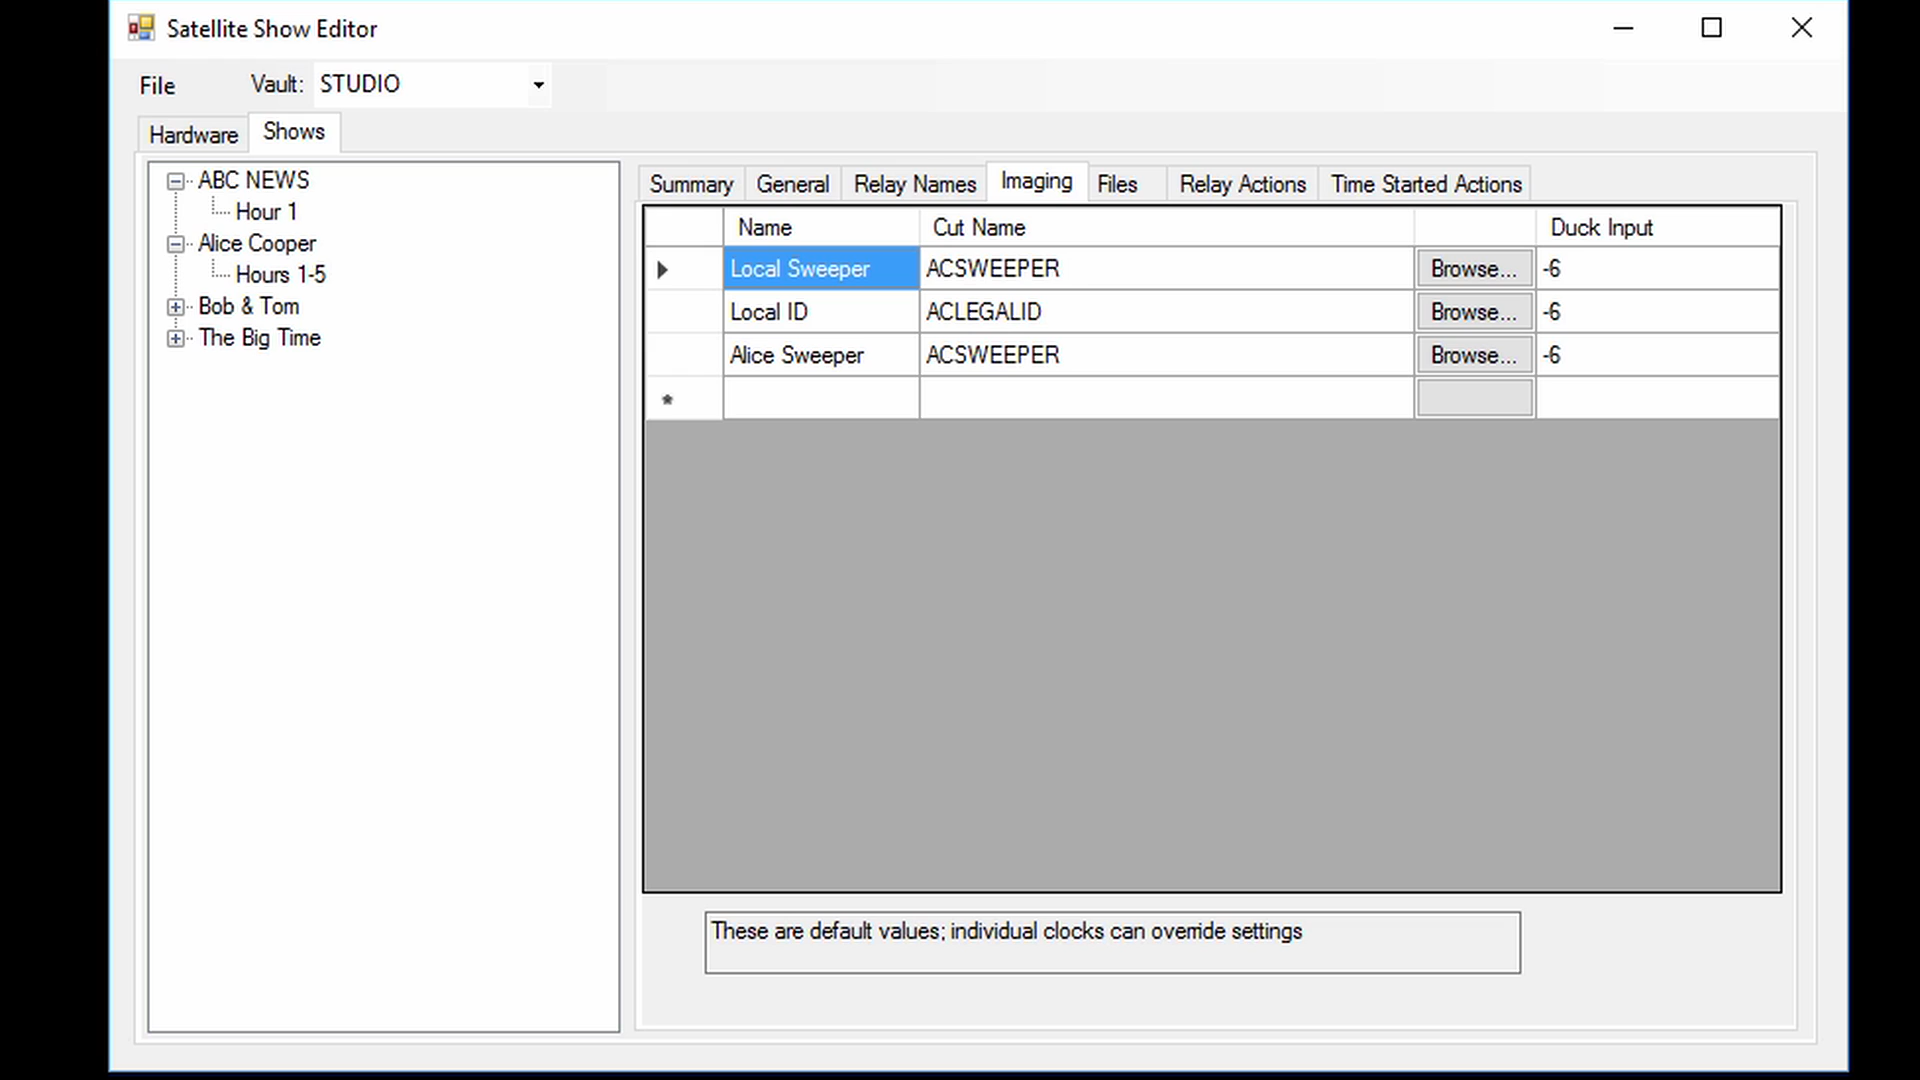 Satellite Show Editor
File Vault: STUDIO
Hardware Shows
ABC NEWS
Hour 1
Alice Cooper
Hours 1-5
Bob & Tom
The Big Time
Summary General Relay Names Imaging Files Relay Actions Time Started Actions
Name Cut Name Duck Input
Local Sweeper ACSWEEPER Browse... -6
Local ID ACLEGALID Browse... -6
Alice Sweeper ACSWEEPER Browse... -6
*
These are default values; individual clocks can override settings